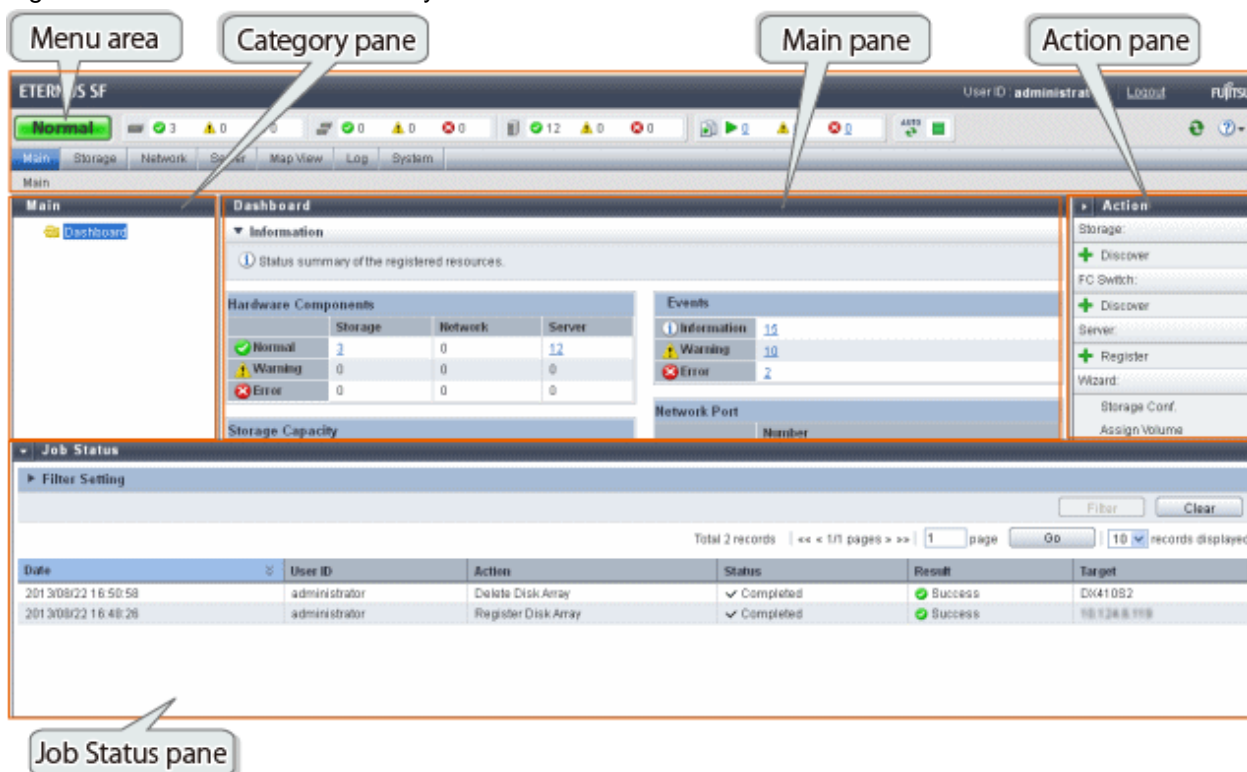 Menu area
Category pane
Main pane
Action pane
ETERNUS SF
User ID: administrat
Logout
FUJITSU
Normal 3 0 0 0 0 0 12 0 0 0 0 AUTO
Main Storage Network Server Map View Log System
Main
Main
Dashboard
Dashboard
Information
Status summary of the registered resources.
Hardware Components
Storage Network Server
Normal 3 0 12
Warning 0 0 0
Error 0 0 0
Storage Capacity
Events
Information 15
Warning 10
Error 2
Network Port
Number
Action
Storage:
Discover
FC Switch:
Discover
Server:
Register
Wizard:
Storage Conf.
Assign Volume
Job Status
Filter Setting
Filter Clear
Total 2 records << < 1/1 pages > >> 1 page Go 10 records displayed
Date User ID Action Status Result Target
2013/08/22 16:50:58 administrator Delete Disk Array Completed Success DX410S2
2013/08/22 16:48:26 administrator Register Disk Array Completed Success
Job Status pane